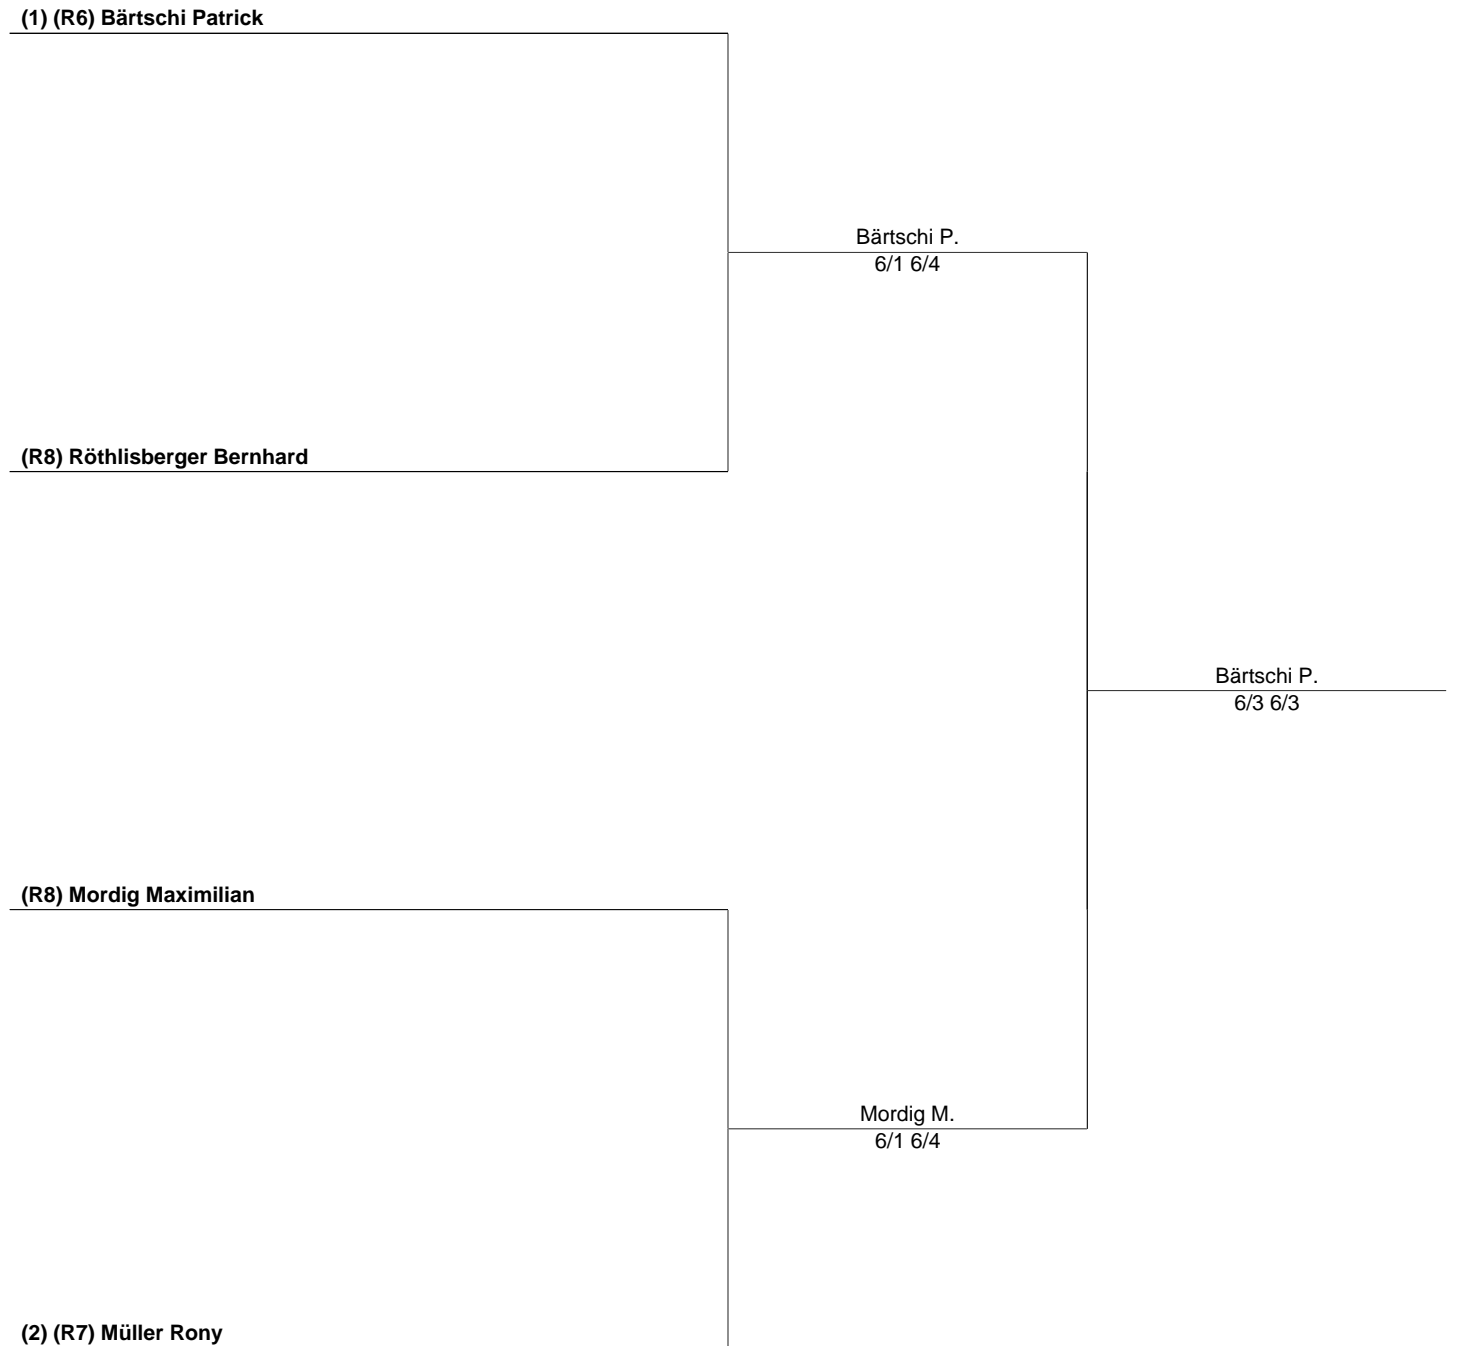 (1) (R6) Bärtschi Patrick
Bärtschi P.
6/1 6/4
(R8) Röthlisberger Bernhard
Bärtschi P.
6/3 6/3
(R8) Mordig Maximilian
Mordig M.
6/1 6/4
(2) (R7) Müller Rony